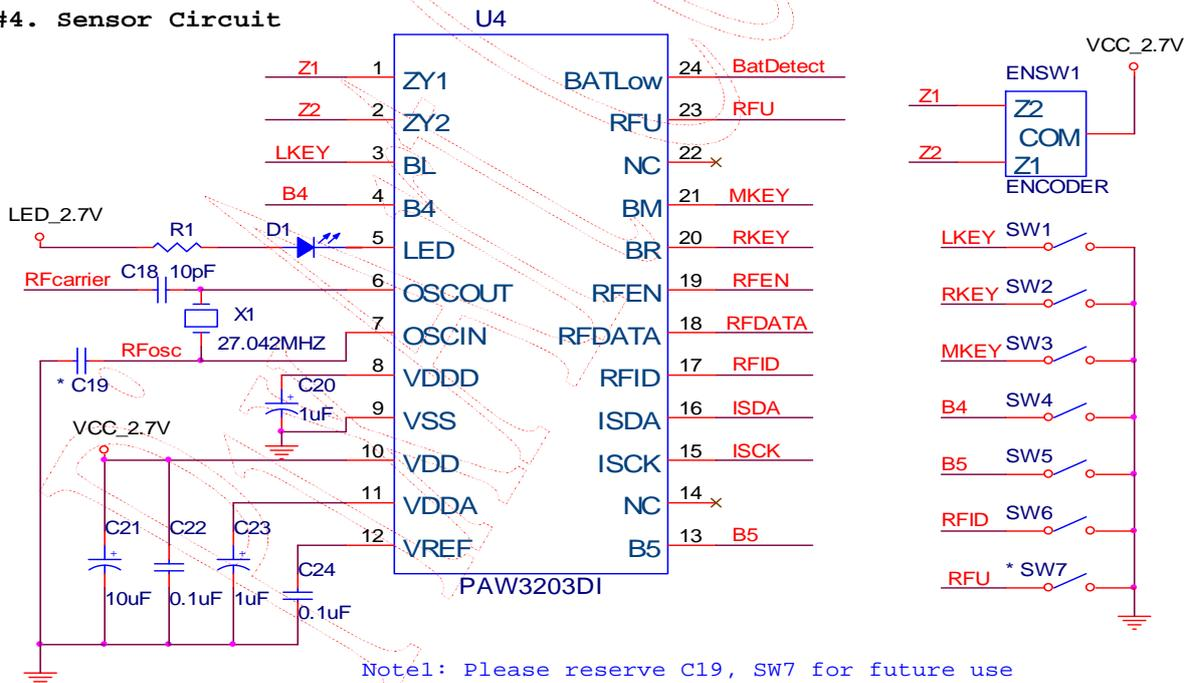 #4. Sensor Circuit
U4
PAW3203DI
Z1 1 ZY1
Z2 2 ZY2
LKEY 3 BL
B4 4 B4
5 LED
6 OSCOUT
7 OSCIN
8 VDDD
9 VSS
10 VDD
11 VDDA
12 VREF
BATLow 24 BatDetect
RFU 23 RFU
NC 22
BM 21 MKEY
BR 20 RKEY
RFEN 19 RFEN
RFDATA 18 RFDATA
RFID 17 RFID
ISDA 16 ISDA
ISCK 15 ISCK
NC 14
B5 13 B5
LED_2.7V
R1
D1
RFcarrier
C18 10pF
X1
27.042MHZ
RFosc
* C19
C20
+
1uF
VCC_2.7V
C21
+
10uF
C22
0.1uF
C23
+
1uF
C24
0.1uF
VCC_2.7V
ENSW1
Z1 Z2
COM
Z2 Z1
ENCODER
LKEY SW1
RKEY SW2
MKEY SW3
B4 SW4
B5 SW5
RFID SW6
RFU * SW7
Note1: Please reserve C19, SW7 for future use